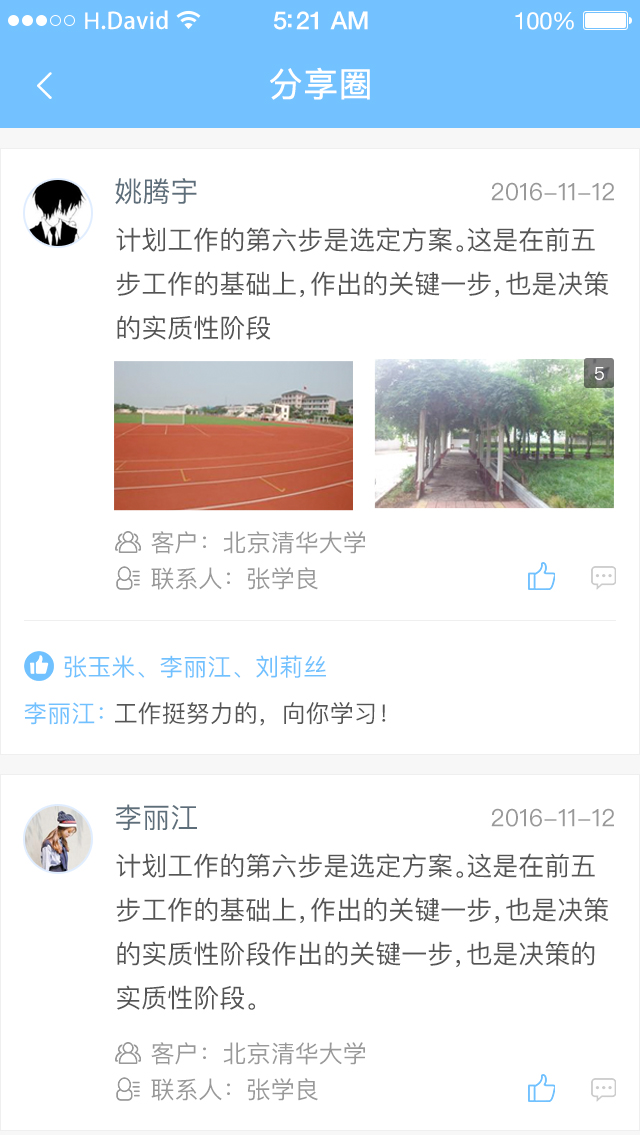 H.David 5:21 AM 100%
分享圈
姚腾宇 2016-11-12
计划工作的第六步是选定方案。这是在前五
步工作的基础上，作出的关键一步，也是决策
的实质性阶段
5
客户：北京清华大学
联系人：张学良
张玉米、李丽江、刘莉丝
李丽江：工作挺努力的，向你学习！
李丽江 2016-11-12
计划工作的第六步是选定方案。这是在前五
步工作的基础上，作出的关键一步，也是决策
的实质性阶段作出的关键一步，也是决策的
实质性阶段。
客户：北京清华大学
联系人：张学良